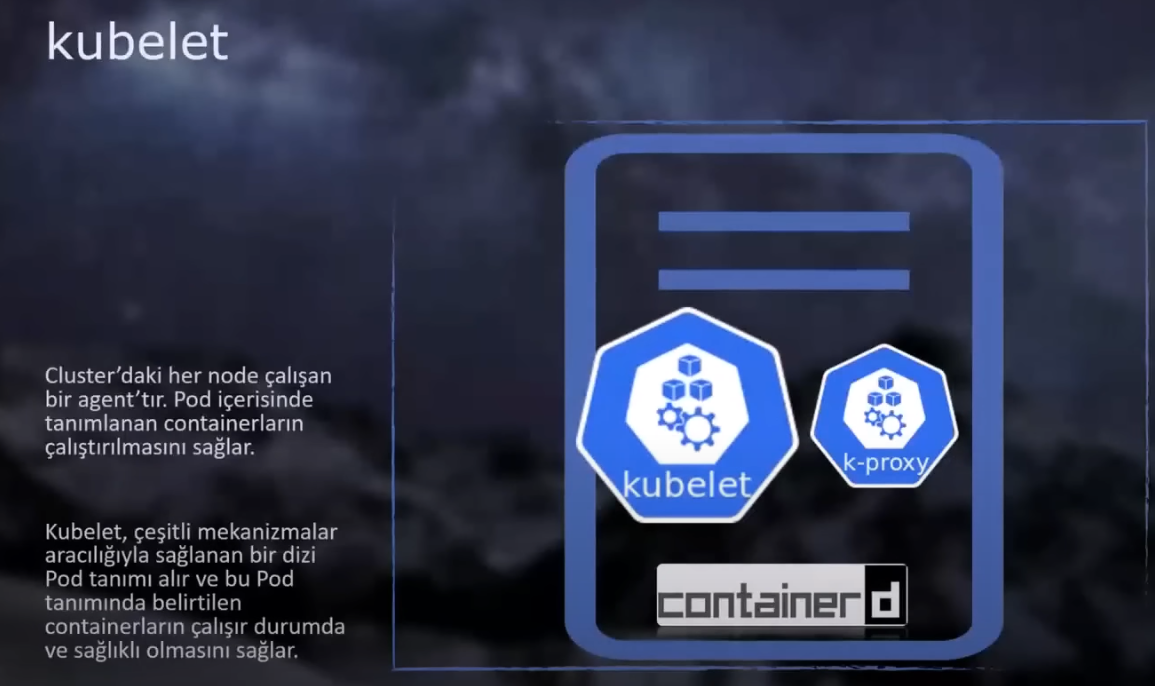 kubelet
Cluster’daki her node çalışan
bir agent’tır. Pod içerisinde
tanımlanan containerların
çalıştırılmasını sağlar.
Kubelet, çeşitli mekanizmalar
aracılığıyla sağlanan bir dizi
Pod tanımı alır ve bu Pod
tanımında belirtilen
containerların çalışır durumda
ve sağlıklı olmasını sağlar.
kubelet
k-proxy
containerd